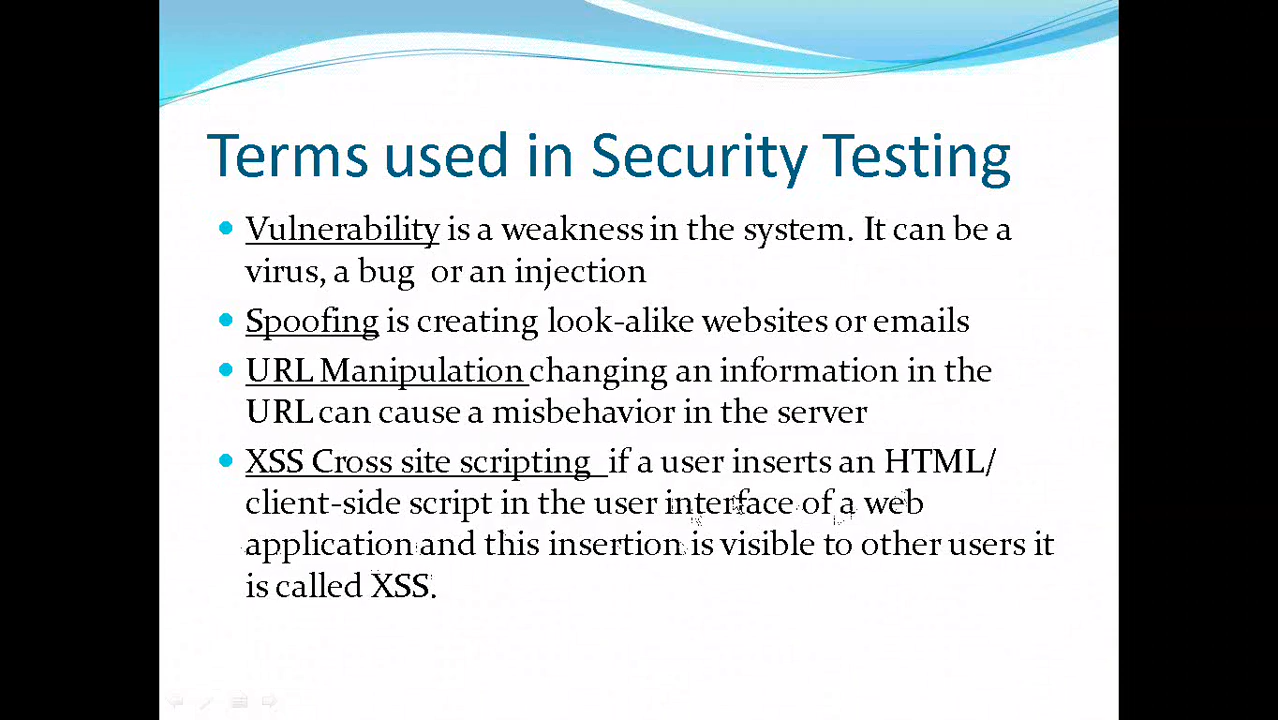 Terms used in Security Testing
Vulnerability is a weakness in the system. It can be a
virus, a bug or an injection
Spoofing is creating look-alike websites or emails
URL Manipulation changing an information in the
URL can cause a misbehavior in the server
XSS Cross site scripting if a user inserts an HTML/
client-side script in the user interface of a web
application and this insertion is visible to other users it
is called XSS.